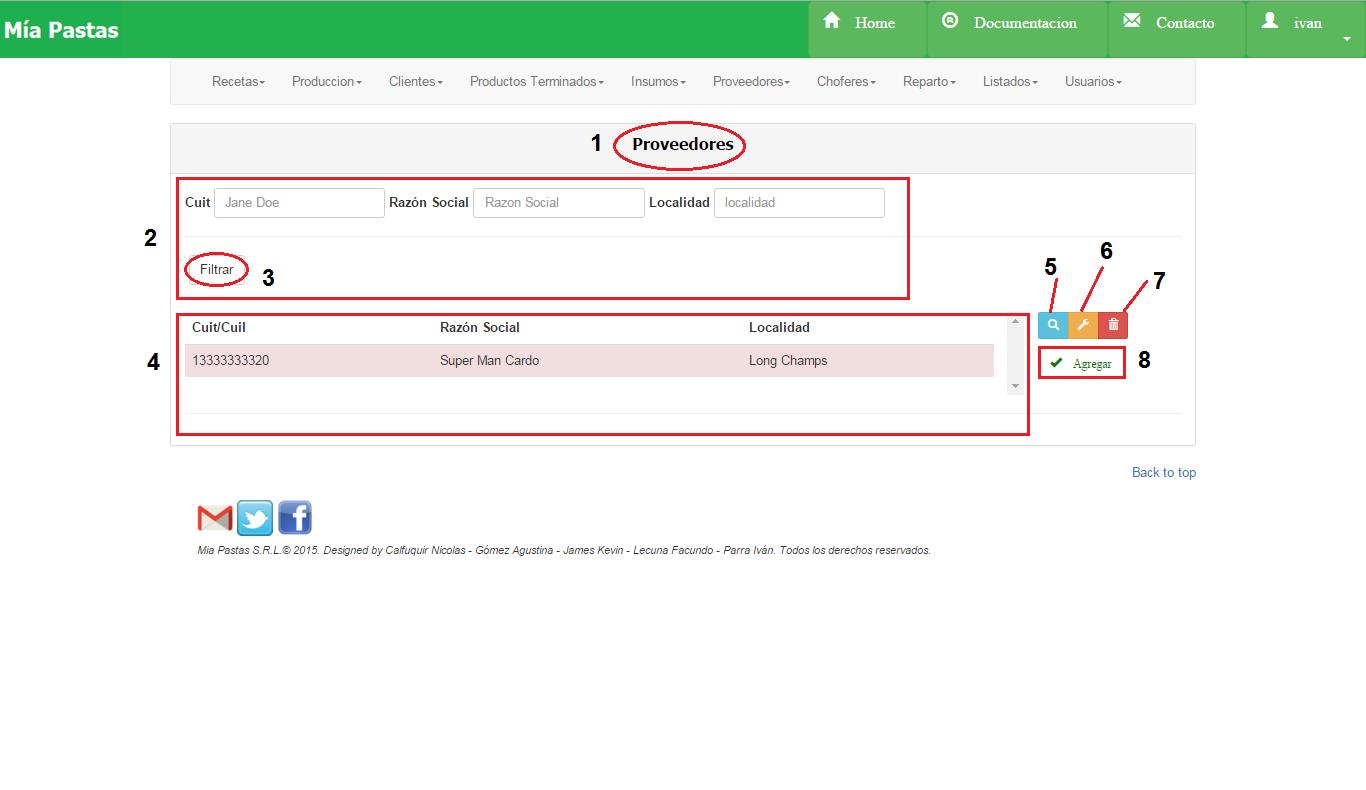 Mía Pastas Home Documentacion Contacto ivan
Recetas Produccion Clientes Productos Terminados Insumos Proveedores Choferes Reparto Listados Usuarios
1 Proveedores
Cuit Jane Doe Razón Social Razon Social Localidad localidad
2
Filtrar 3
5 6 7
Cuit/Cuil Razón Social Localidad
4 13333333320 Super Man Cardo Long Champs
Agregar 8
Back to top
Mia Pastas S.R.L.© 2015. Designed by Calfuquir Nicolas - Gómez Agustina - James Kevin - Lecuna Facundo - Parra Iván. Todos los derechos reservados.